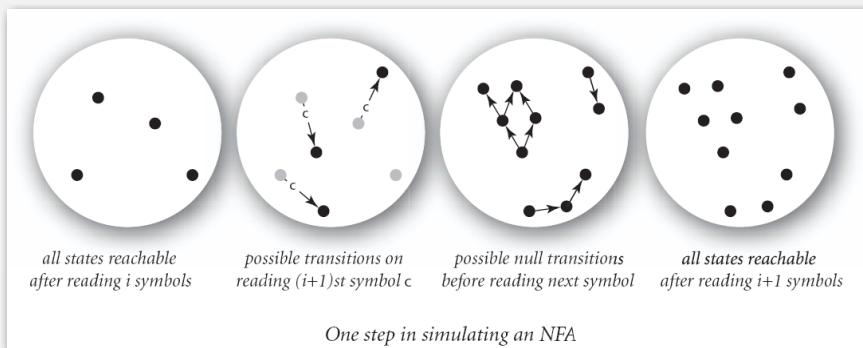 c
c
c
all states reachable
after reading i symbols
possible transitions on
reading (i+1)st symbol c
possible null transitions
before reading next symbol
all states reachable
after reading i+1 symbols
One step in simulating an NFA